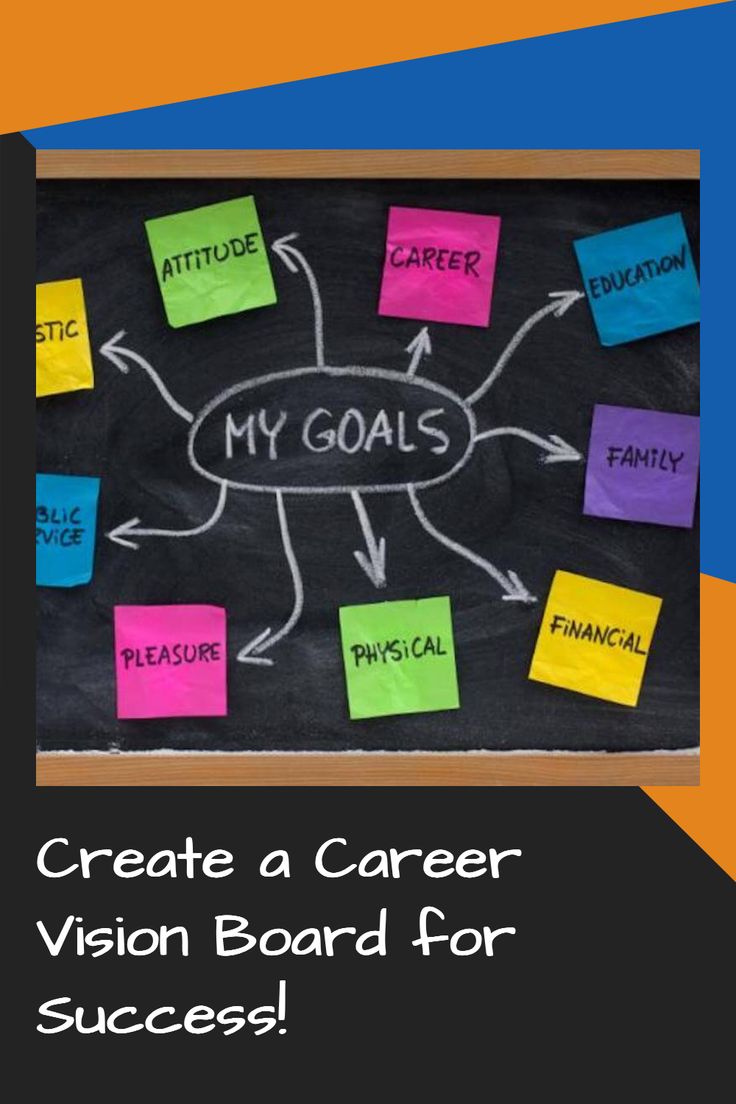 ATTITUDE
CAREER
EDUCATION
STIC
MY GOALS
FAMILY
BLIC
RVICE
PLEASURE
PHYSICAL
FINANCIAL
Create a Career
Vision Board for
Success!